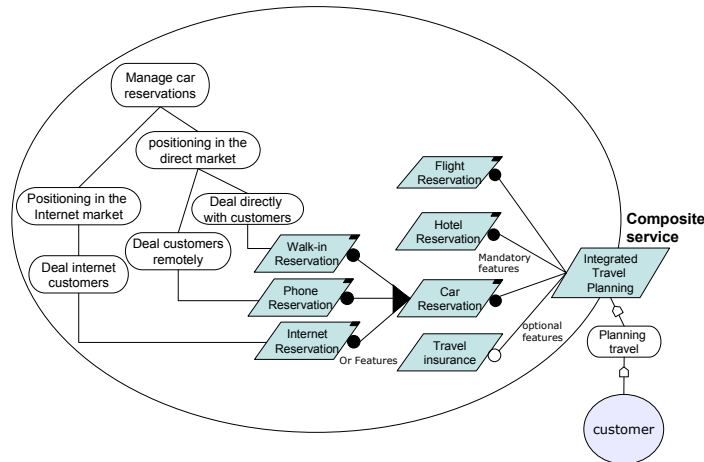 Manage car
reservations
positioning in the
direct market
Positioning in the
Internet market
Deal directly
with customers
Deal customers
remotely
Deal internet
customers
Walk-in
Reservation
Phone
Reservation
Internet
Reservation
Or Features
Flight
Reservation
Hotel
Reservation
Mandatory
features
Car
Reservation
Travel
insurance
optional
features
Composite
service
Integrated
Travel
Planning
Planning
travel
customer